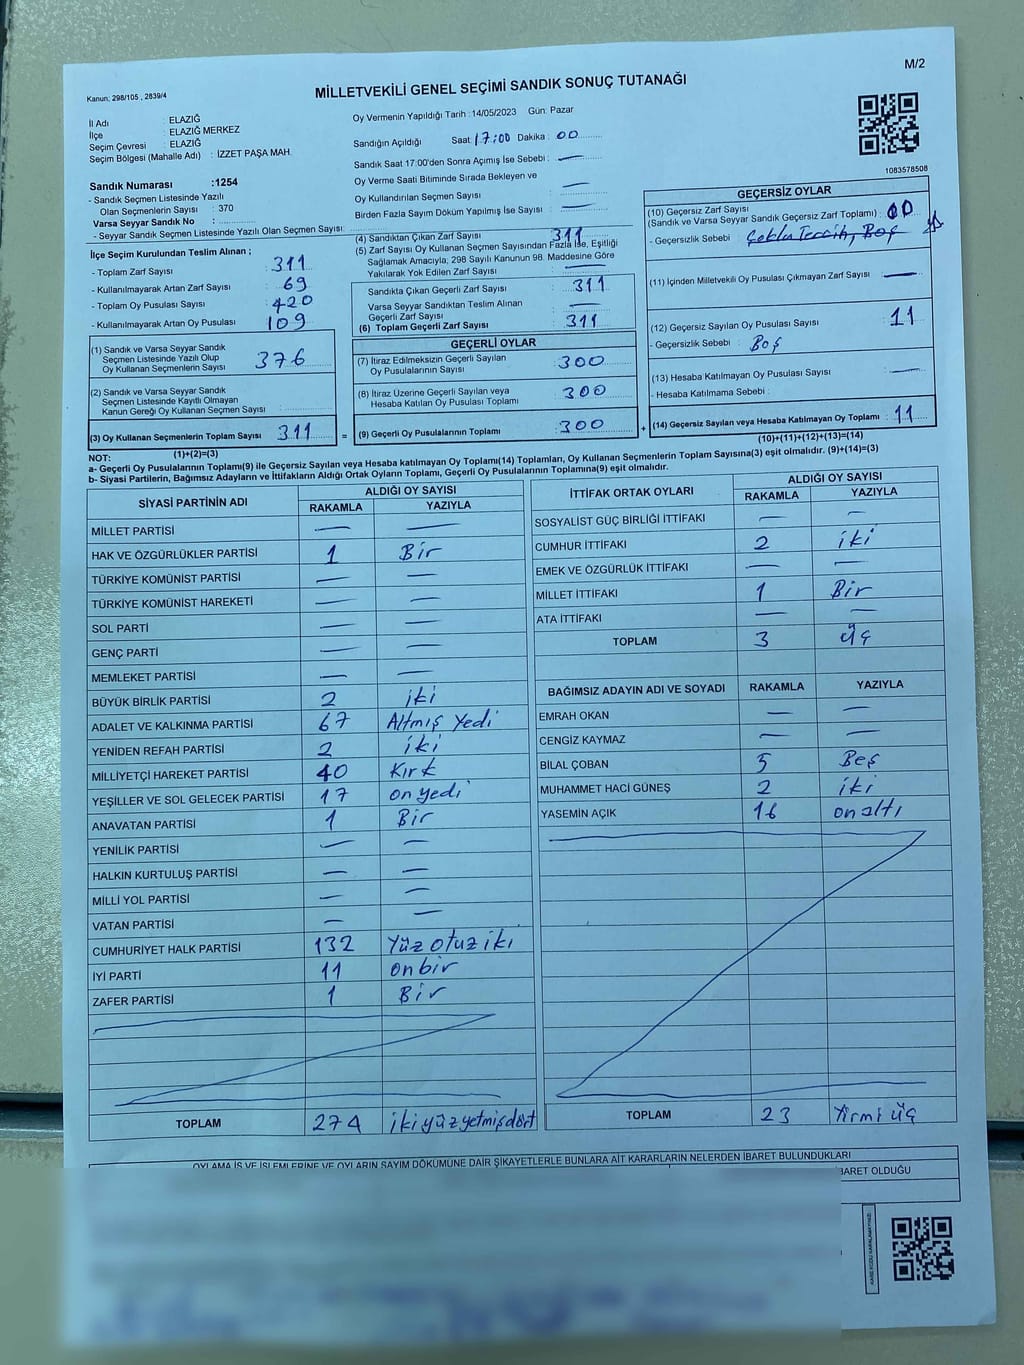 M/2
Kanun: 298/105 , 2839/4
MİLLETVEKİLİ GENEL SEÇİMİ SANDIK SONUÇ TUTANAĞI
İl Adı : ELAZIĞ
İlçe : ELAZIĞ MERKEZ
Seçim Çevresi : ELAZIĞ
Seçim Bölgesi (Mahalle Adı) : İZZET PAŞA MAH.
Sandık Numarası :1254
- Sandık Seçmen Listesinde Yazılı
Olan Seçmenlerin Sayısı : 370
Varsa Seyyar Sandık No :
- Seyyar Sandık Seçmen Listesinde Yazılı Olan Seçmen Sayısı:
Oy Vermenin Yapıldığı Tarih :14/05/2023 Gün: Pazar
Sandığın Açıldığı Saat 17:00 Dakika : 00
Sandık Saat 17:00'den Sonra Açımış İse Sebebi : —
Oy Verme Saati Bitiminde Sırada Bekleyen ve
Oy Kullandırılan Seçmen Sayısı : —
Birden Fazla Sayım Döküm Yapılmış İse Sayısı : —
1083578508
İlçe Seçim Kurulundan Teslim Alınan ;
- Toplam Zarf Sayısı : 311
- Kullanılmayarak Artan Zarf Sayısı : 69
- Toplam Oy Pusulası Sayısı : 420
- Kullanılmayarak Artan Oy Pusulası : 109
(1) Sandık ve Varsa Seyyar Sandık
Seçmen Listesinde Yazılı Olup
Oy Kullanan Seçmenlerin Sayısı : 376
(2) Sandık ve Varsa Seyyar Sandık
Seçmen Listesinde Kayıtlı Olmayan
Kanun Gereği Oy Kullanan Seçmen Sayısı :
(3) Oy Kullanan Seçmenlerin Toplam Sayısı : 311
(1)+(2)=(3)
(4) Sandıktan Çıkan Zarf Sayısı : 311
(5) Zarf Sayısı Oy Kullanan Seçmen Sayısından Fazla İse, Eşitliği
Sağlamak Amacıyla; 298 Sayılı Kanunun 98. Maddesine Göre
Yakılarak Yok Edilen Zarf Sayısı : —
Sandıkta Çıkan Geçerli Zarf Sayısı : 311
Varsa Seyyar Sandıktan Teslim Alınan
Geçerli Zarf Sayısı : —
(6) Toplam Geçerli Zarf Sayısı : 311
GEÇERLİ OYLAR
(7) İtiraz Edilmeksizin Geçerli Sayılan
Oy Pusulalarının Sayısı : 300
(8) İtiraz Üzerine Geçerli Sayılan veya
Hesaba Katılan Oy Pusulası Toplamı : 300
= (9) Geçerli Oy Pusulalarının Toplamı : 300
GEÇERSİZ OYLAR
(10) Geçersiz Zarf Sayısı
(Sandık ve Varsa Seyyar Sandık Geçersiz Zarf Toplamı) : 00
- Geçersizlik Sebebi : Çoklu Tercih, Boş
(11) İçinden Milletvekili Oy Pusulası Çıkmayan Zarf Sayısı : —
(12) Geçersiz Sayılan Oy Pusulası Sayısı : 11
- Geçersizlik Sebebi : Boş
(13) Hesaba Katılmayan Oy Pusulası Sayısı : —
- Hesaba Katılmama Sebebi :
+ (14) Geçersiz Sayılan veya Hesaba Katılmayan Oy Toplamı : 11
(10)+(11)+(12)+(13)=(14)
NOT:
a- Geçerli Oy Pusulalarının Toplamı(9) ile Geçersiz Sayılan veya Hesaba Katılmayan Oy Toplamı(14) Toplamları, Oy Kullanan Seçmenlerin Toplam Sayısına(3) eşit olmalıdır. (9)+(14)=(3)
b- Siyasi Partilerin, Bağımsız Adayların ve İttifakların Aldığı Ortak Oyların Toplamı, Geçerli Oy Pusulalarının Toplamına(9) eşit olmalıdır.
SİYASİ PARTİNİN ADI ALDIĞI OY SAYISI
RAKAMLA YAZIYLA
MİLLET PARTİSİ — —
HAK VE ÖZGÜRLÜKLER PARTİSİ 1 Bir
TÜRKİYE KOMÜNİST PARTİSİ — —
TÜRKİYE KOMÜNİST HAREKETİ — —
SOL PARTİ — —
GENÇ PARTİ — —
MEMLEKET PARTİSİ — —
BÜYÜK BİRLİK PARTİSİ 2 iki
ADALET VE KALKINMA PARTİSİ 67 Altmış Yedi
YENİDEN REFAH PARTİSİ 2 iki
MİLLİYETÇİ HAREKET PARTİSİ 40 Kırk
YEŞİLLER VE SOL GELECEK PARTİSİ 17 on yedi
ANAVATAN PARTİSİ 1 Bir
YENİLİK PARTİSİ — —
HALKIN KURTULUŞ PARTİSİ — —
MİLLİ YOL PARTİSİ — —
VATAN PARTİSİ — —
CUMHURİYET HALK PARTİSİ 132 Yüz otuz iki
İYİ PARTİ 11 onbir
ZAFER PARTİSİ 1 Bir
TOPLAM 274 iki yüz yetmiş dört
İTTİFAK ORTAK OYLARI ALDIĞI OY SAYISI
RAKAMLA YAZIYLA
SOSYALİST GÜÇ BİRLİĞİ İTTİFAKI — —
CUMHUR İTTİFAKI 2 iki
EMEK VE ÖZGÜRLÜK İTTİFAKI — —
MİLLET İTTİFAKI 1 Bir
ATA İTTİFAKI — —
TOPLAM 3 üç
BAĞIMSIZ ADAYIN ADI VE SOYADI RAKAMLA YAZIYLA
EMRAH OKAN — —
CENGİZ KAYMAZ — —
BİLAL ÇOBAN 5 Beş
MUHAMMET HACİ GÜNEŞ 2 iki
YASEMİN AÇIK 16 on altı
TOPLAM 23 Yirmi üç
OYLAMA İŞ VE İŞLEMLERİNE VE OYLARIN SAYIM DÖKÜMÜNE DAİR ŞİKAYETLERLE BUNLARA AİT KARARLARIN NELERDEN İBARET BULUNDUKLARI
İBARET OLDUĞU